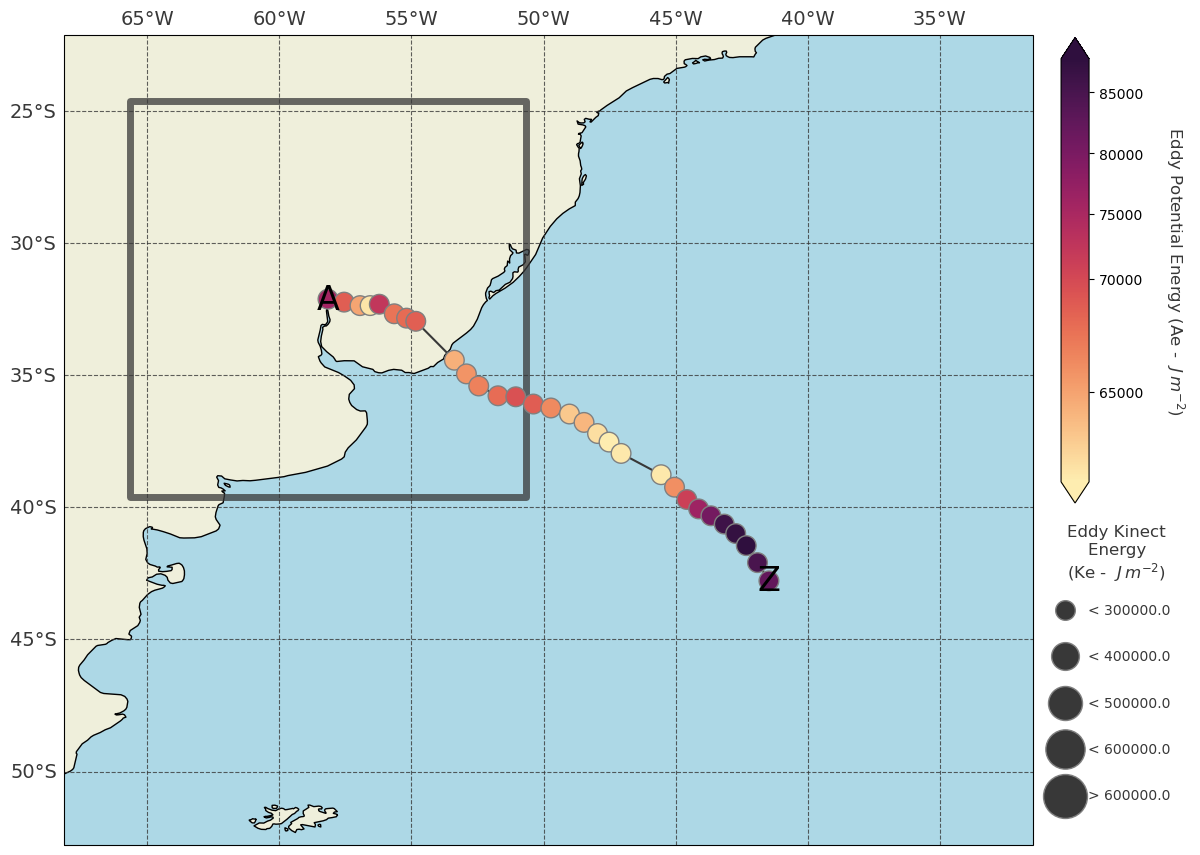 65°W 60°W 55°W 50°W 45°W 40°W 35°W
25°S
30°S
35°S
40°S
45°S
50°S
A
Z
85000
80000
75000
70000
65000
Eddy Potential Energy (Ae - J m⁻²)
Eddy Kinect
Energy
(Ke - J m⁻²)
< 300000.0
< 400000.0
< 500000.0
< 600000.0
> 600000.0